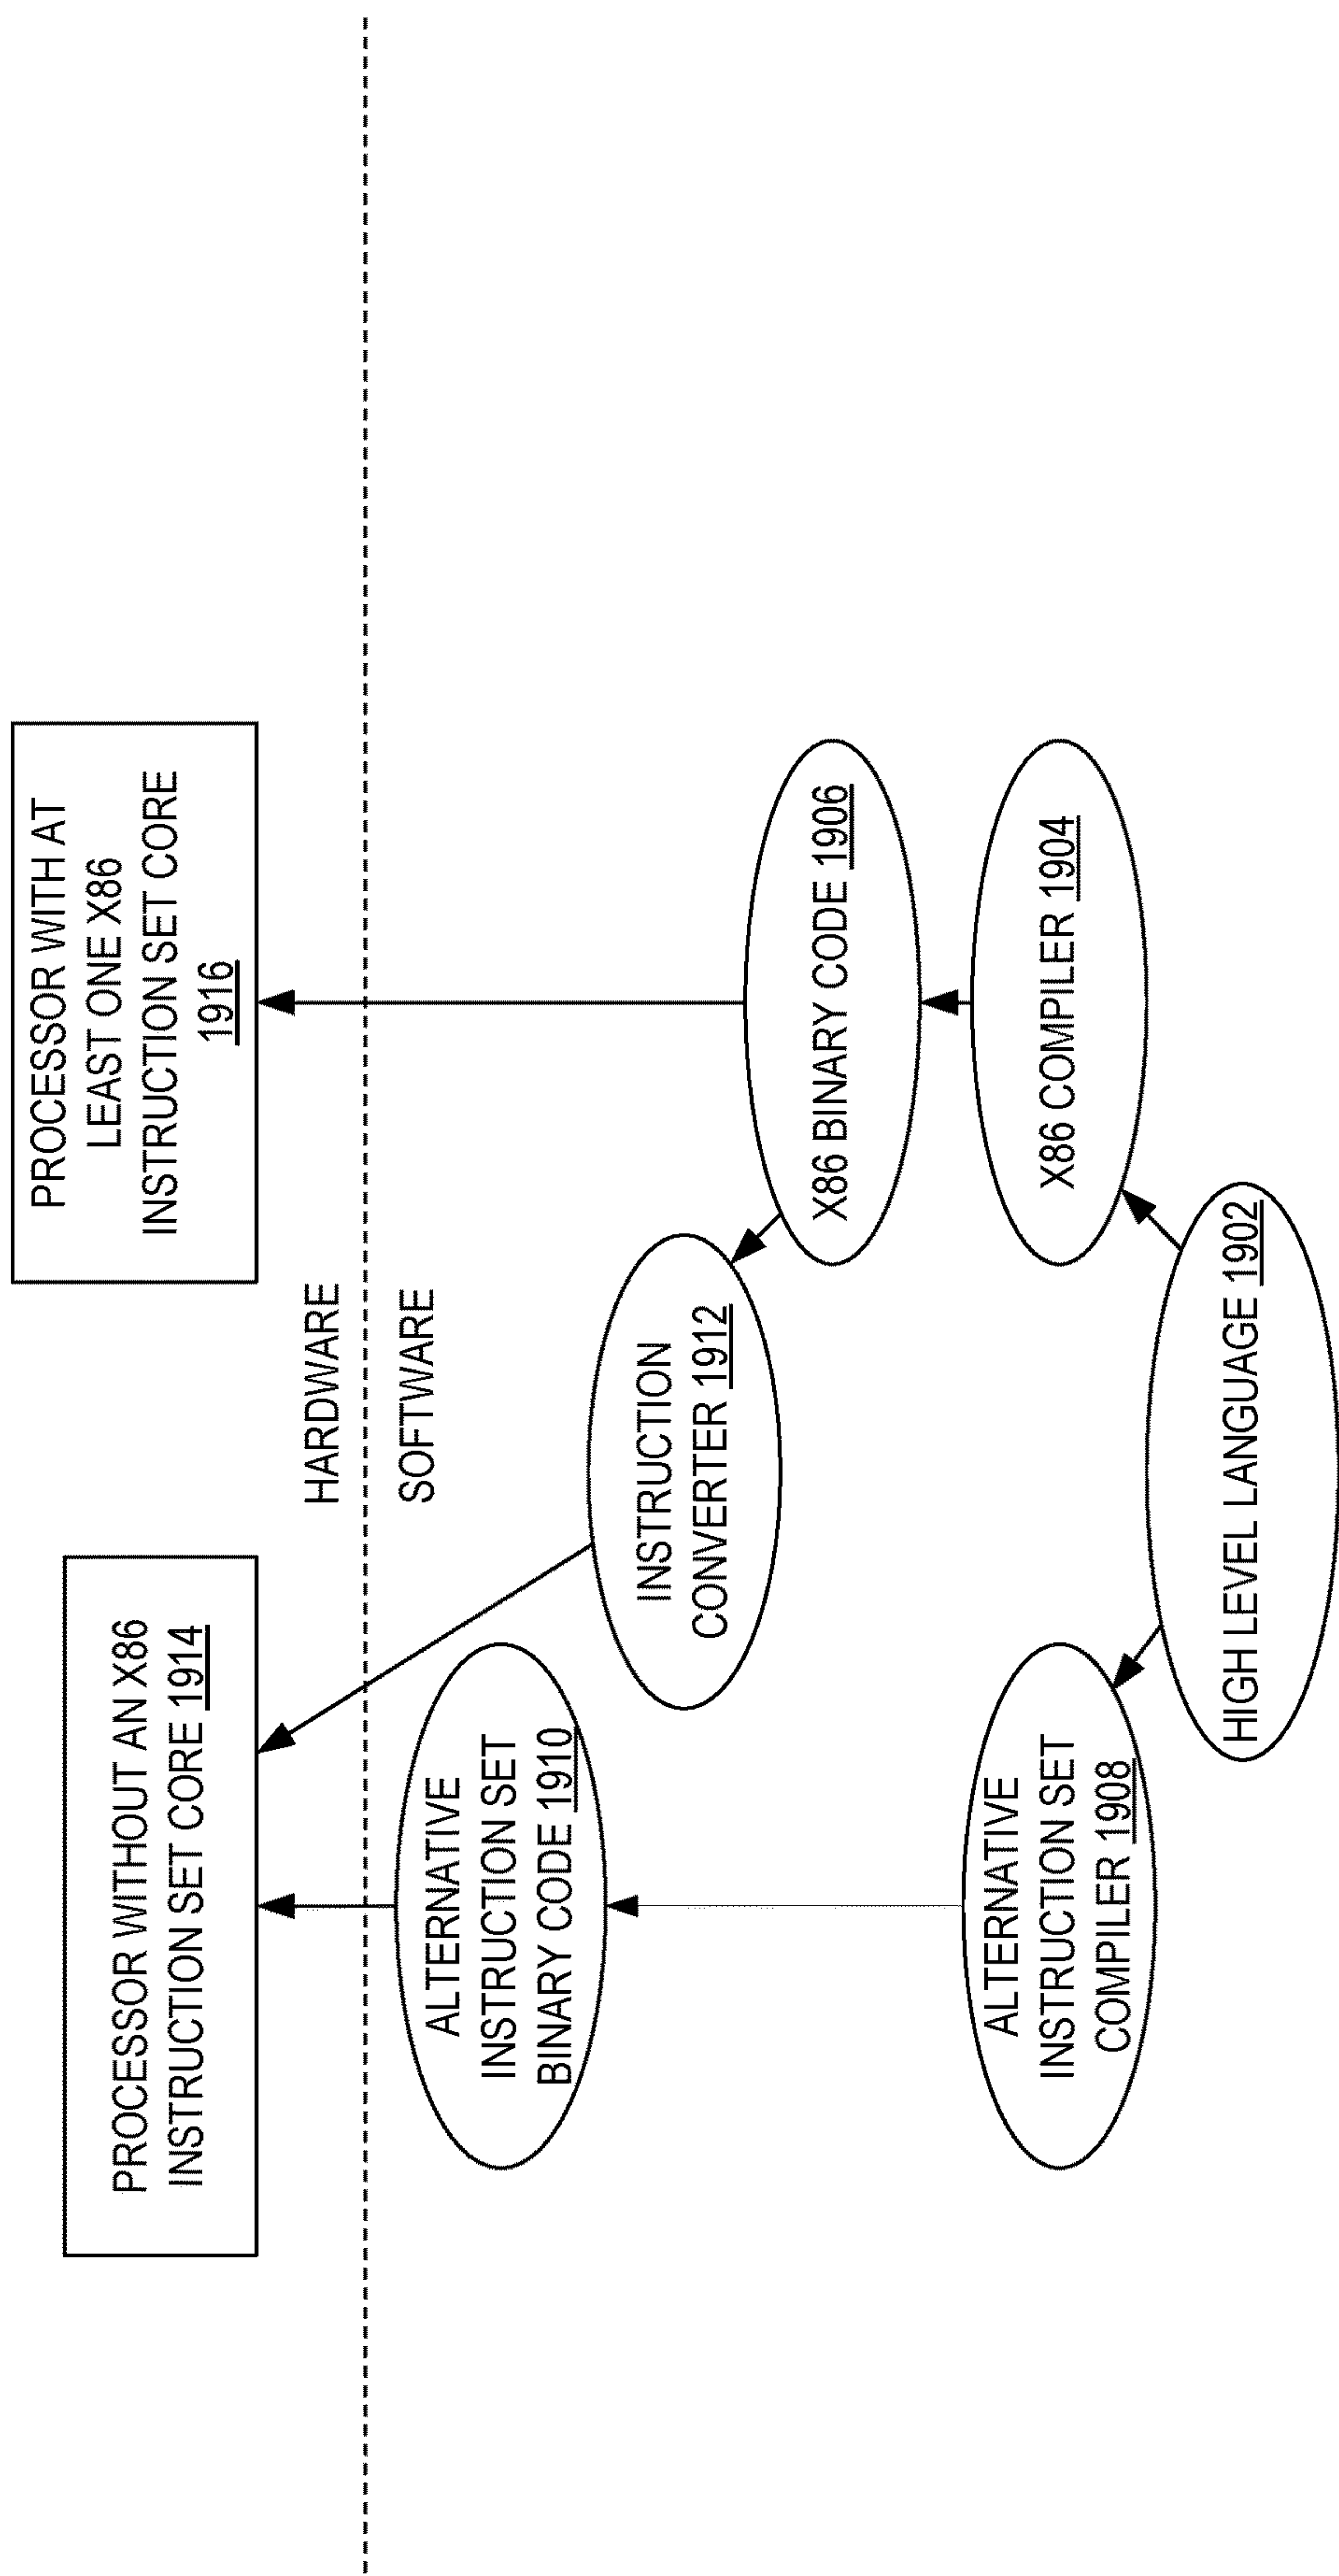 PROCESSOR WITHOUT AN X86
INSTRUCTION SET CORE 1914
PROCESSOR WITH AT
LEAST ONE X86
INSTRUCTION SET CORE
1916
HARDWARE
SOFTWARE
ALTERNATIVE
INSTRUCTION SET
BINARY CODE 1910
INSTRUCTION
CONVERTER 1912
X86 BINARY CODE 1906
ALTERNATIVE
INSTRUCTION SET
COMPILER 1908
X86 COMPILER 1904
HIGH LEVEL LANGUAGE 1902